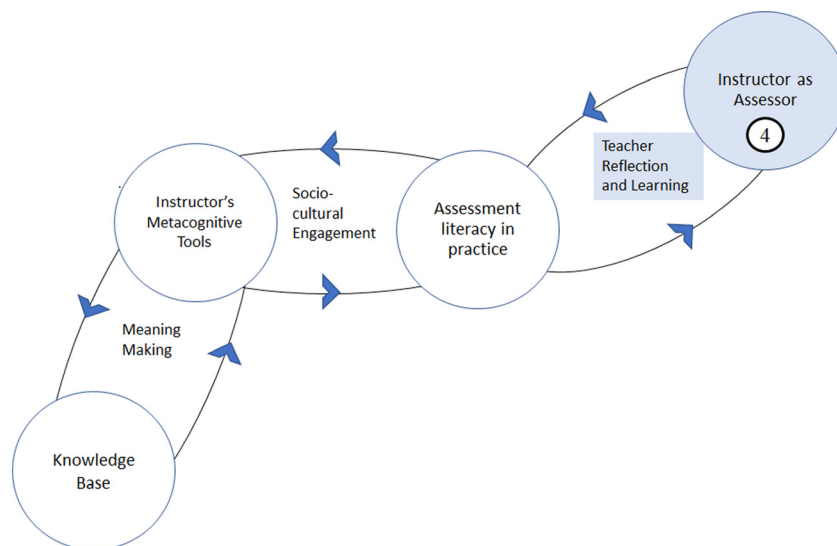 Instructor as
Assessor
4
Teacher
Reflection
and Learning
Instructor's
Metacognitive
Tools
Socio-
cultural
Engagement
Assessment
literacy in
practice
Meaning
Making
Knowledge
Base